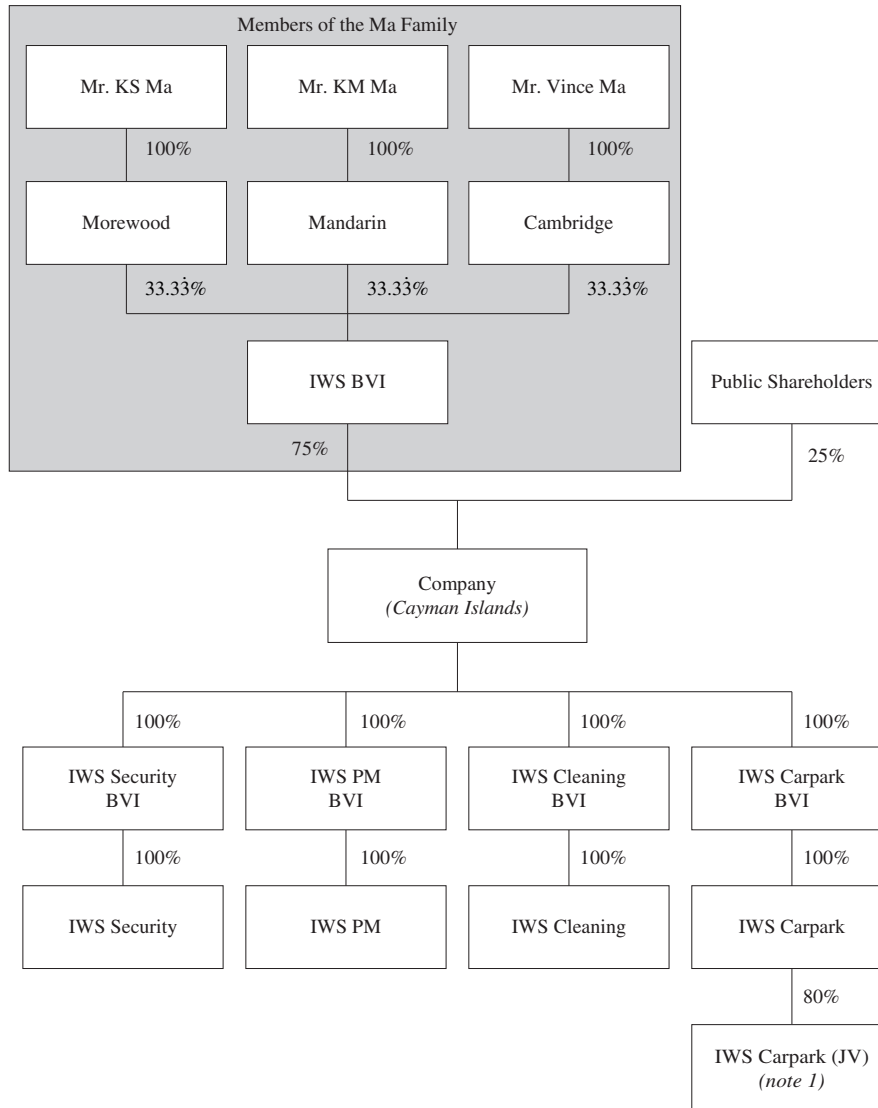 Members of the Ma Family
Mr. KS Ma
Mr. KM Ma
Mr. Vince Ma
100%
100%
100%
Morewood
Mandarin
Cambridge
33.33̇%
33.33̇%
33.33̇%
IWS BVI
Public Shareholders
75%
25%
Company
(Cayman Islands)
100%
100%
100%
100%
IWS Security
BVI
IWS PM
BVI
IWS Cleaning
BVI
IWS Carpark
BVI
100%
100%
100%
100%
IWS Security
IWS PM
IWS Cleaning
IWS Carpark
80%
IWS Carpark (JV)
(note 1)